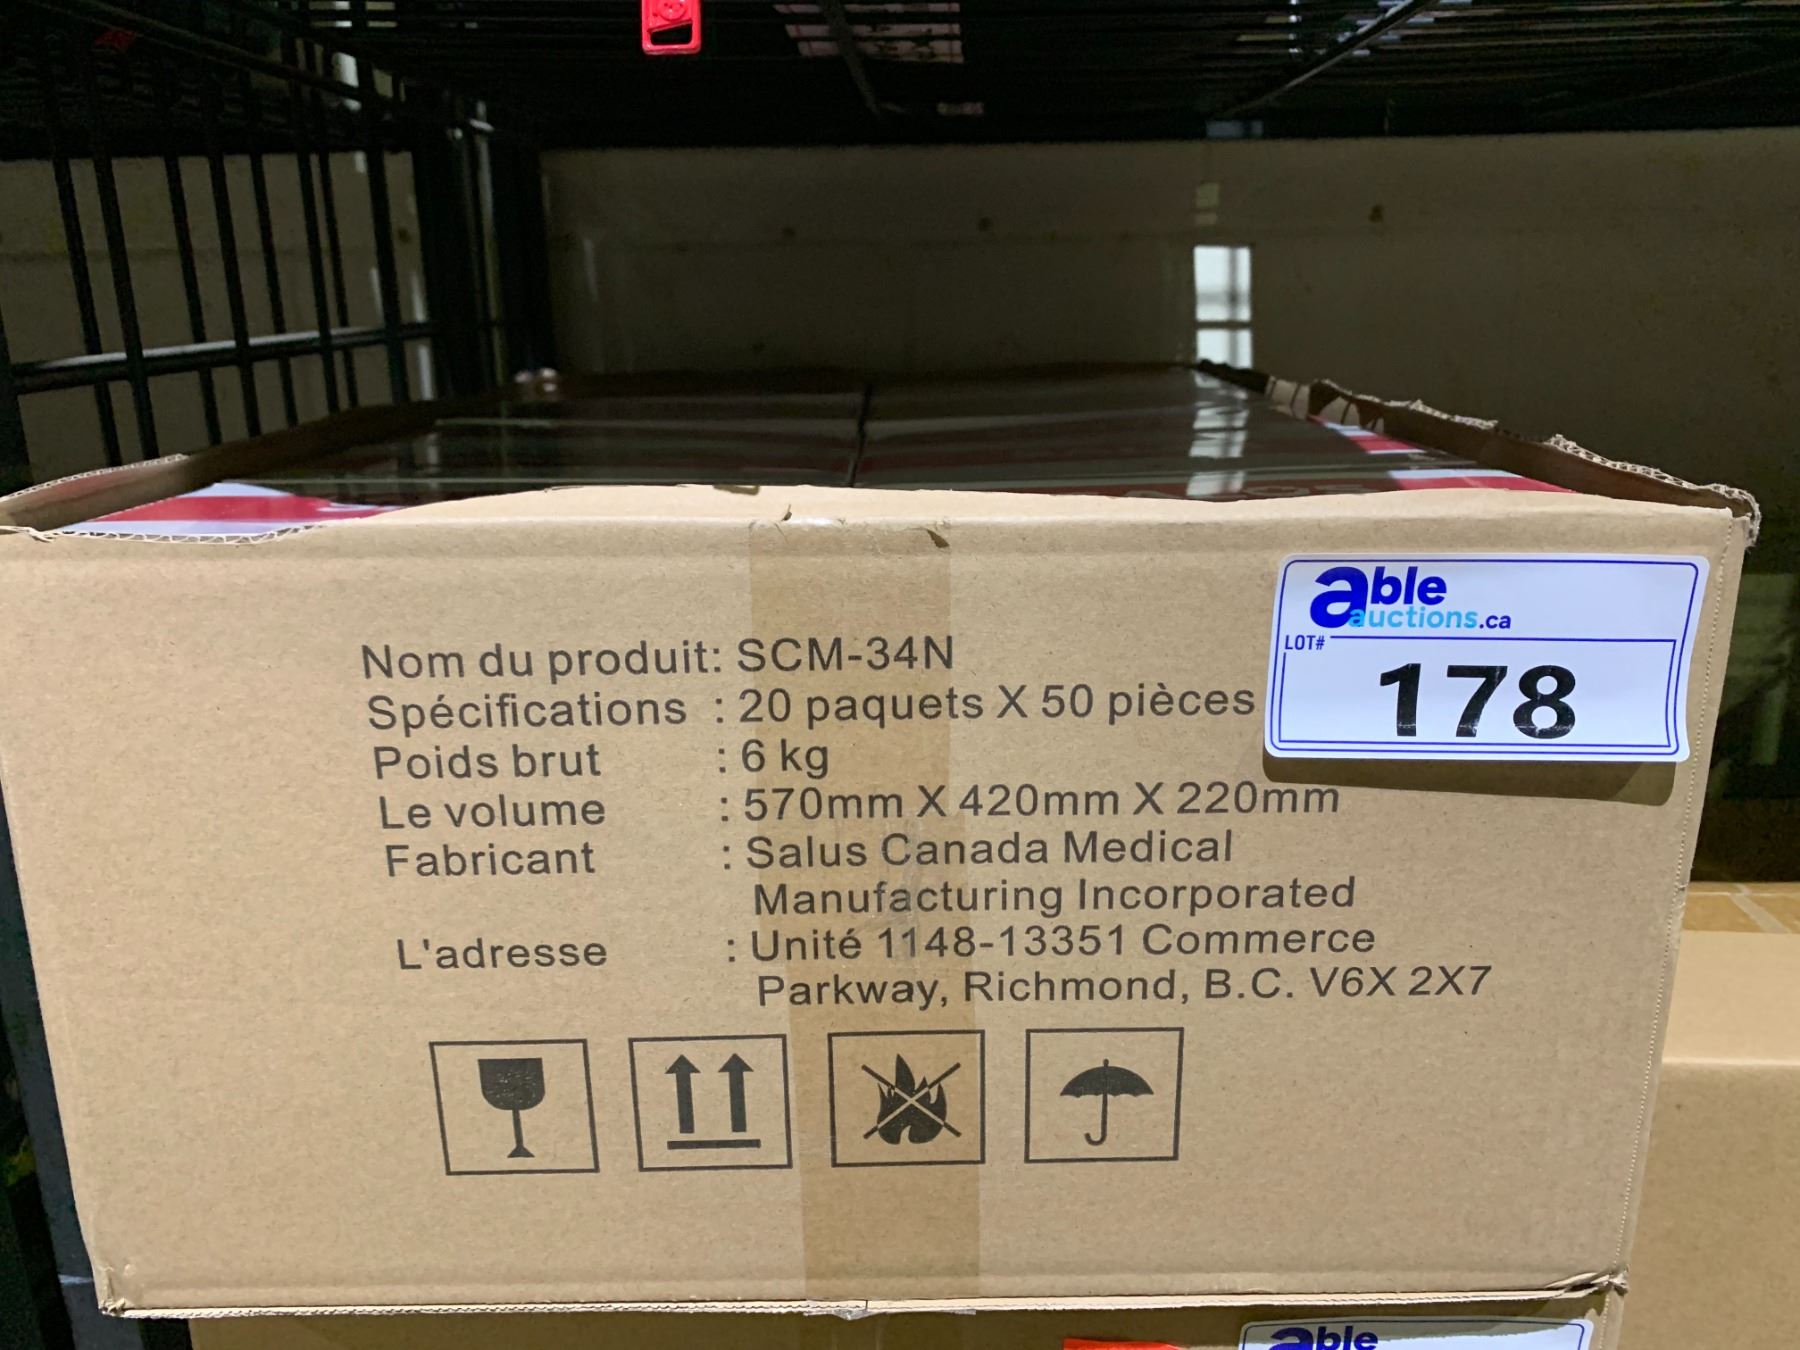 able
auctions.ca
LOT#
178
Nom du produit: SCM-34N
Spécifications : 20 paquets X 50 pièces
Poids brut : 6 kg
Le volume : 570mm X 420mm X 220mm
Fabricant : Salus Canada Medical
Manufacturing Incorporated
L'adresse : Unité 1148-13351 Commerce
Parkway, Richmond, B.C. V6X 2X7
able